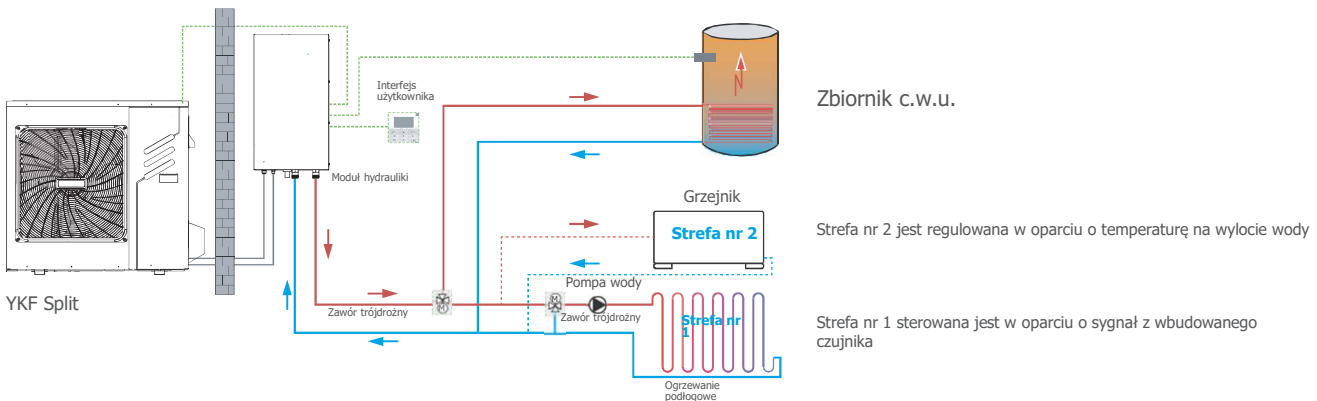 Interfejs
użytkownika
Zbiornik c.w.u.
Moduł hydrauliki
Grzejnik
Strefa nr 2
Strefa nr 2 jest regulowana w oparciu o temperaturę na wylocie wody
Pompa wody
YKF Split
Zawór trójdrożny
M
M
Zawór trójdrożny
Strefa nr
1
Strefa nr 1 sterowana jest w oparciu o sygnał z wbudowanego
czujnika
Ogrzewanie
podłogowe